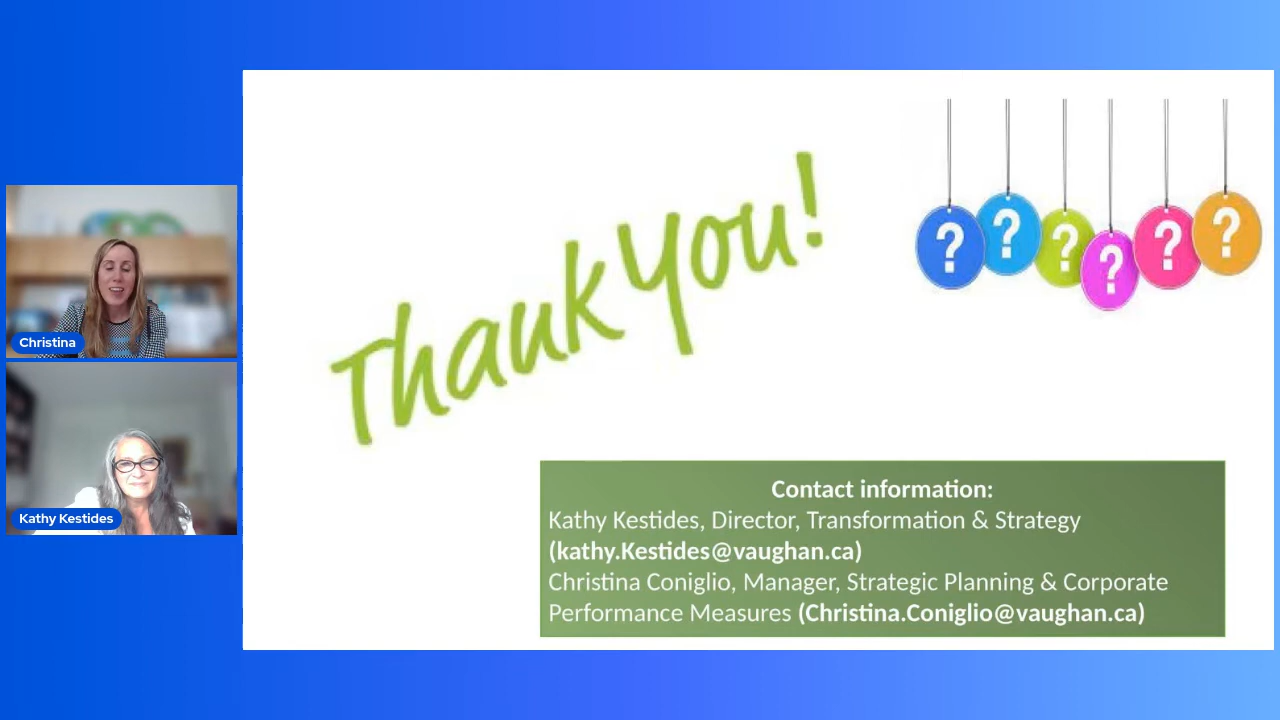 Thank You!
? ? ? ? ? ?
Christina
Kathy Kestides
Contact information:
Kathy Kestides, Director, Transformation & Strategy
(kathy.Kestides@vaughan.ca)
Christina Coniglio, Manager, Strategic Planning & Corporate
Performance Measures (Christina.Coniglio@vaughan.ca)